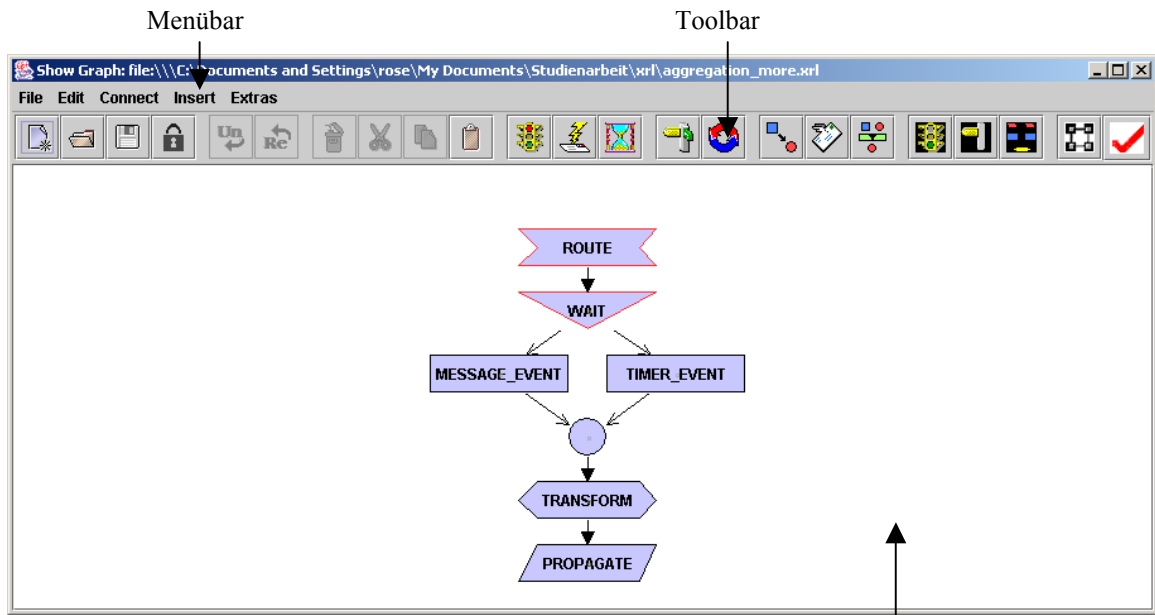 Menübar Toolbar
Show Graph: file:\\\C:\Documents and Settings\rose\My Documents\Studienarbeit\xrl\aggregation_more.xrl
File Edit Connect Insert Extras
Un Re
ROUTE
WAIT
MESSAGE_EVENT TIMER_EVENT
TRANSFORM
PROPAGATE